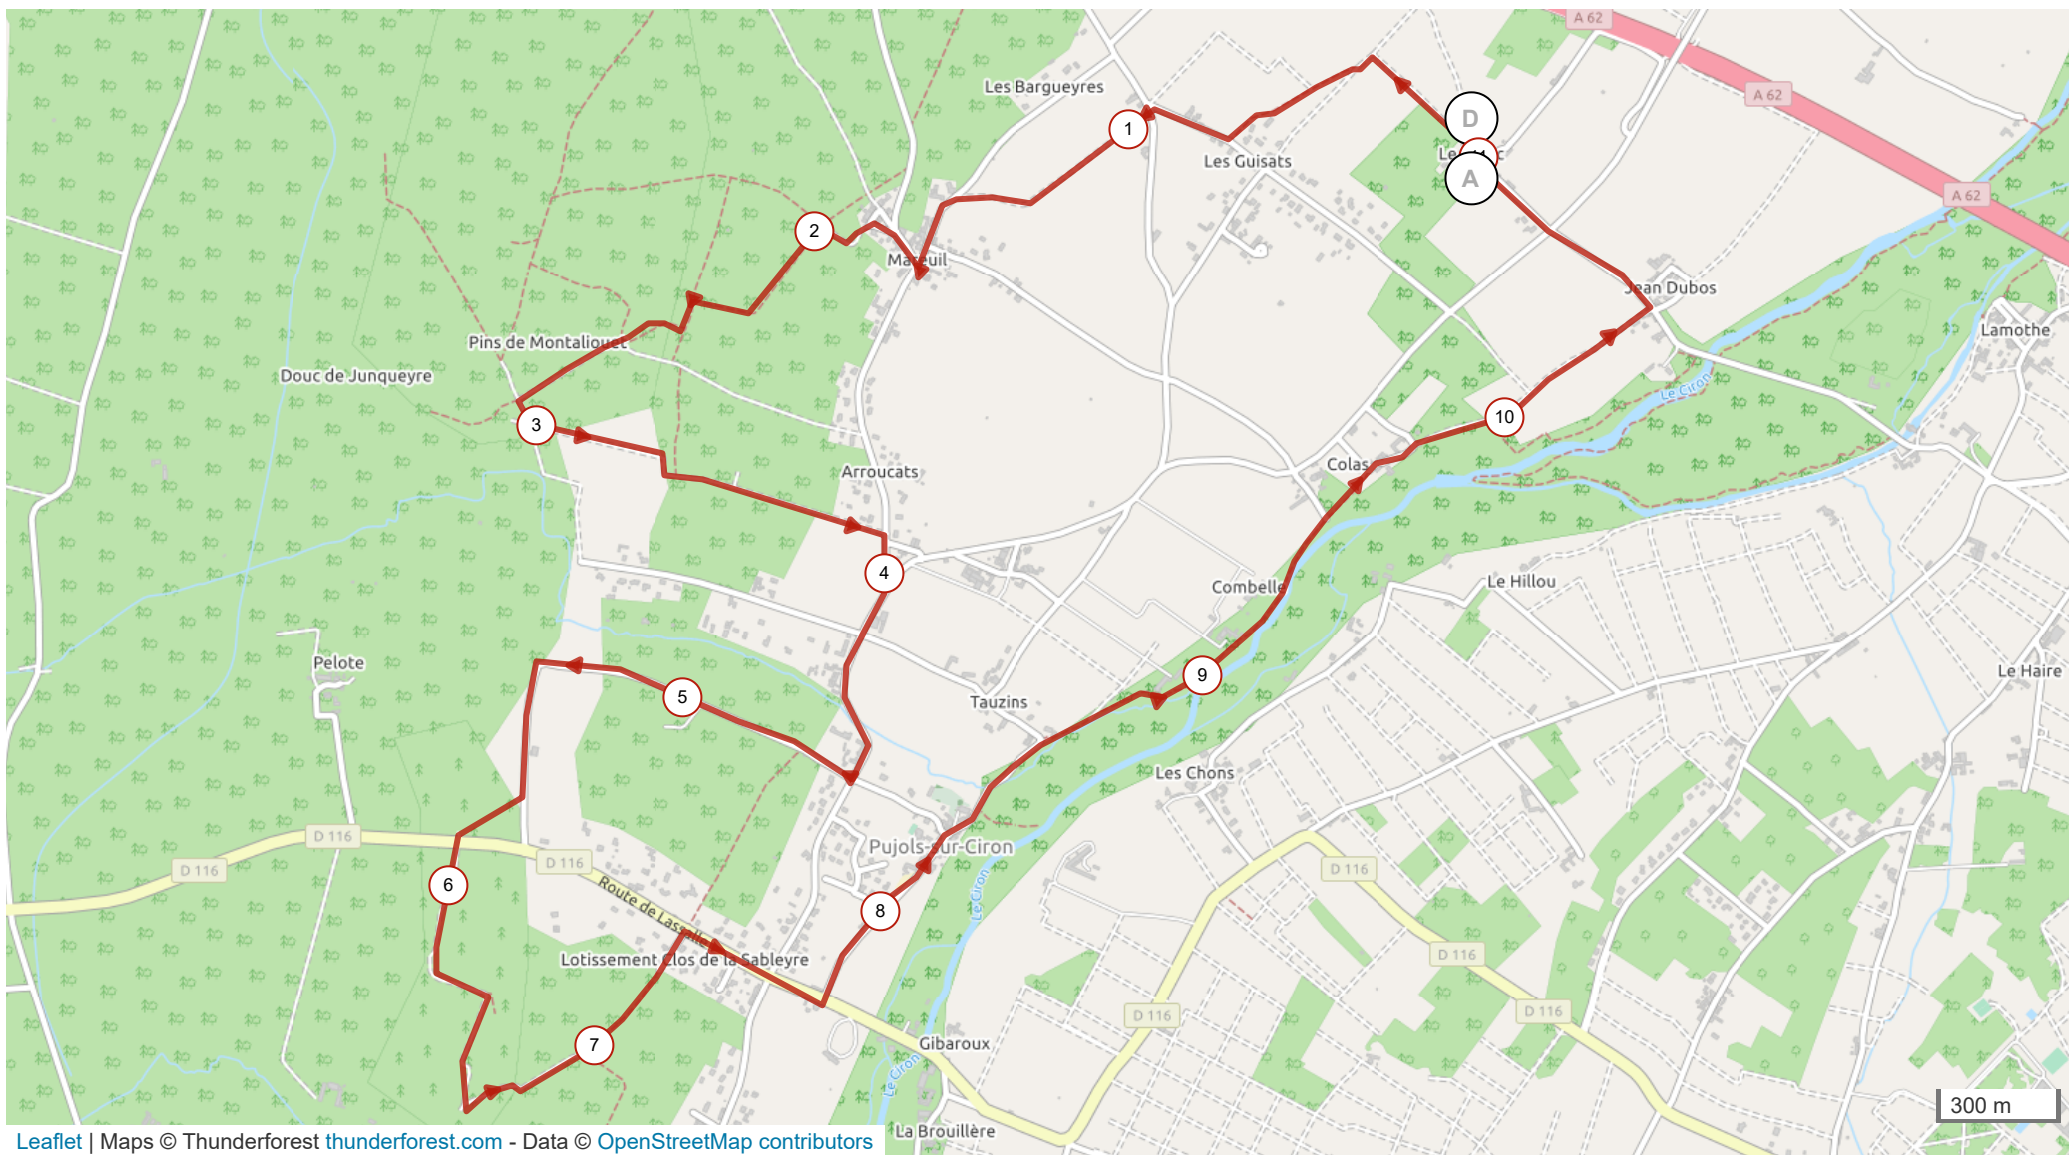 A 62
A 62
Les Bargueyres
D
1
Les Guisats
A
A 62
2
Mareuil
Jean Dubos
Lamothe
Pins de Montaliouet
Douc de Junqueyre
Le Ciron
3
10
Arroucats
Colas
4
Le Hillou
Combelle
Pelote
Le Haire
5
9
Tauzins
Les Chons
D 116
Pujols-sur-Ciron
D 116
D 116
D 116
6
Route de Lassalle
Le Ciron
8
D 116
Lotissement Clos de la Sableyre
D 116
D 116
7
Gibaroux
Le Ciron
300 m
La Brouillère
Leaflet | Maps © Thunderforest thunderforest.com - Data © OpenStreetMap contributors